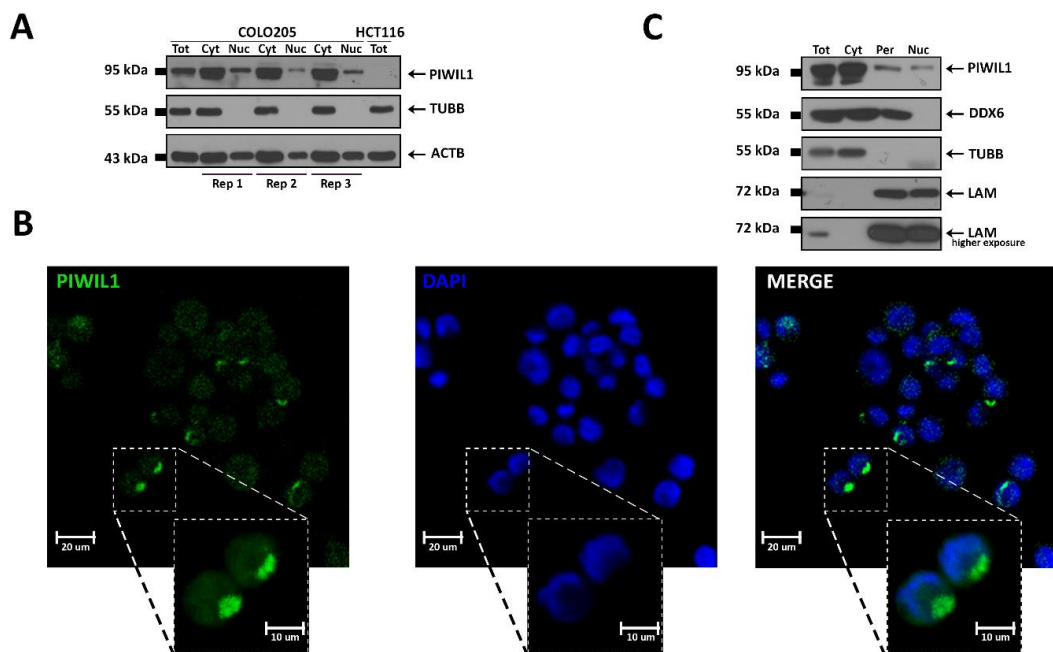 A
COLO205 HCT116
Tot Cyt Nuc Cyt Nuc Cyt Nuc Tot
95 kDa PIWIL1
55 kDa TUBB
43 kDa ACTB
Rep 1 Rep 2 Rep 3
C
Tot Cyt Per Nuc
95 kDa PIWIL1
55 kDa DDX6
55 kDa TUBB
72 kDa LAM
72 kDa LAM
higher exposure
B
PIWIL1 DAPI MERGE
20 um 20 um 20 um
10 um 10 um 10 um